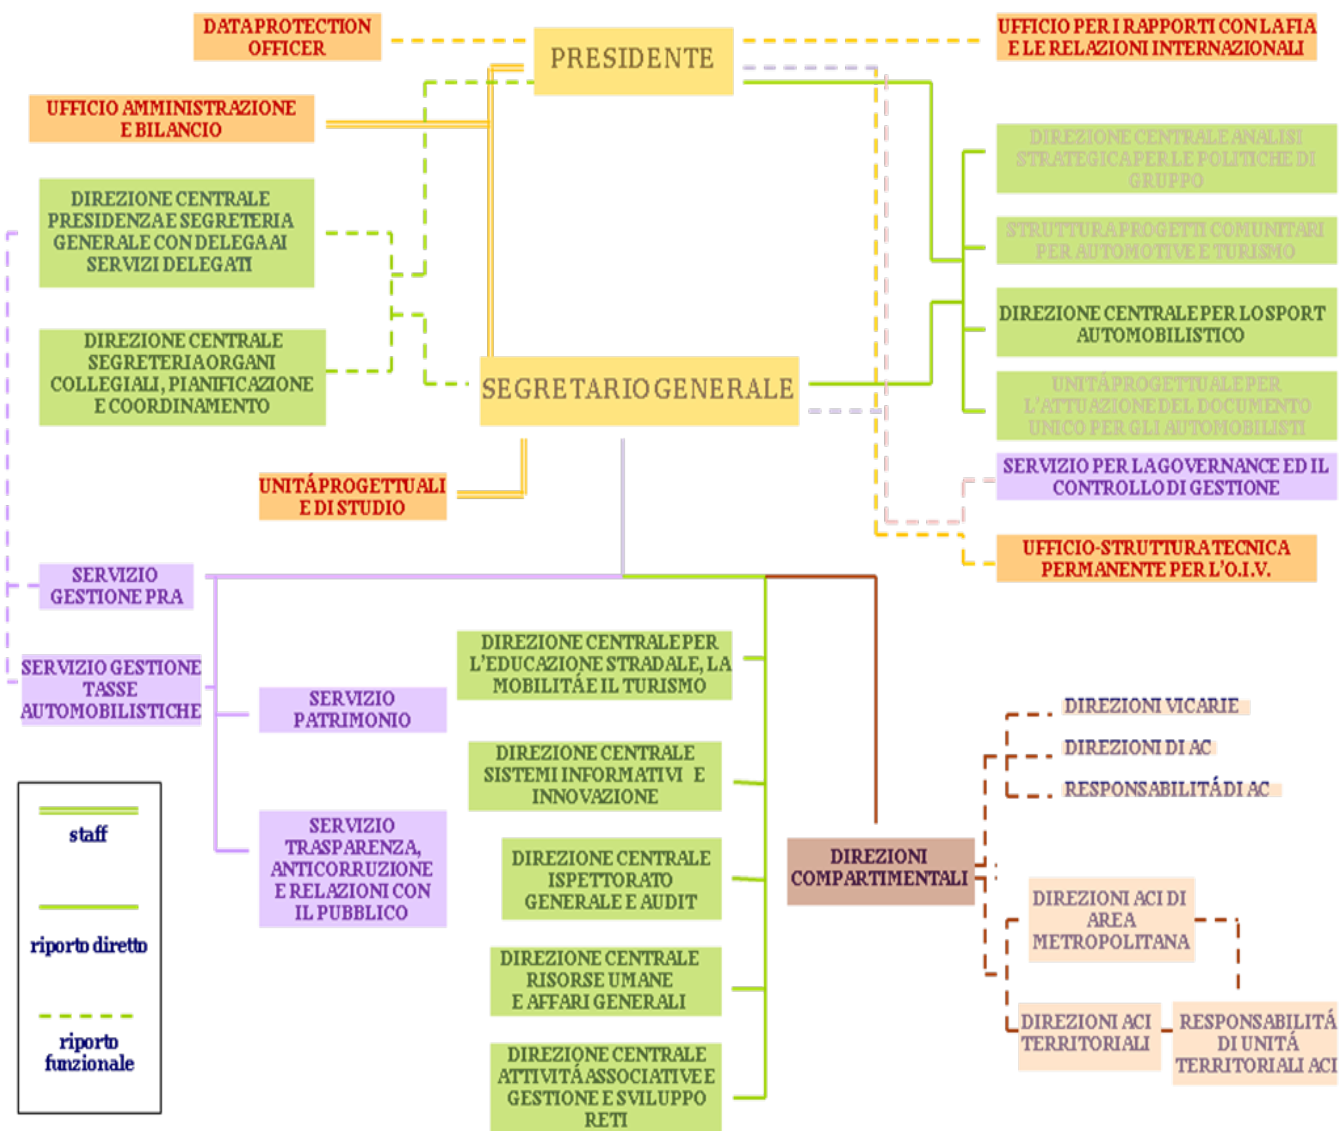 DATA PROTECTION
OFFICER
PRESIDENTE
UFFICIO PER I RAPPORTI CON LA FIA
E LE RELAZIONI INTERNAZIONALI
UFFICIO AMMINISTRAZIONE
E BILANCIO
DIREZIONE CENTRALE ANALISI
STRATEGICA PER LE POLITICHE DI
GRUPPO
DIREZIONE CENTRALE
PRESIDENZA E SEGRETERIA
GENERALE CON DELEGA AI
SERVIZI DELEGATI
STRUTTURA PROGETTI COMUNITARI
PER AUTOMOTIVE E TURISMO
DIREZIONE CENTRALE PER LO SPORT
AUTOMOBILISTICO
DIREZIONE CENTRALE
SEGRETERIA ORGANI
COLLEGIALI, PIANIFICAZIONE
E COORDINAMENTO
SEGRETARIO GENERALE
UNITÁ PROGETTUALE PER
L'ATTUAZIONE DEL DOCUMENTO
UNICO PER GLI AUTOMOBILISTI
SERVIZIO PER LA GOVERNANCE ED IL
CONTROLLO DI GESTIONE
UNITÁ PROGETTUALI
E DI STUDIO
UFFICIO-STRUTTURA TECNICA
PERMANENTE PER L'O.I.V.
SERVIZIO
GESTIONE PRA
SERVIZIO GESTIONE
TASSE
AUTOMOBILISTICHE
SERVIZIO
PATRIMONIO
SERVIZIO
TRASPARENZA,
ANTICORRUZIONE
E RELAZIONI CON
IL PUBBLICO
DIREZIONE CENTRALE PER
L'EDUCAZIONE STRADALE, LA
MOBILITÁ E IL TURISMO
DIREZIONE CENTRALE
SISTEMI INFORMATIVI E
INNOVAZIONE
DIREZIONE CENTRALE
ISPETTORATO
GENERALE E AUDIT
DIREZIONE CENTRALE
RISORSE UMANE
E AFFARI GENERALI
DIREZIONE CENTRALE
ATTIVITÁ ASSOCIATIVE E
GESTIONE E SVILUPPO
RETI
DIREZIONI VICARIE
DIREZIONI DI AC
RESPONSABILITÁ DI AC
DIREZIONI
COMPARTIMENTALI
DIREZIONI ACI DI
AREA
METROPOLITANA
DIREZIONI ACI
TERRITORIALI
RESPONSABILITÁ
DI UNITÁ
TERRITORIALI ACI
staff
riporto diretto
riporto
funzionale